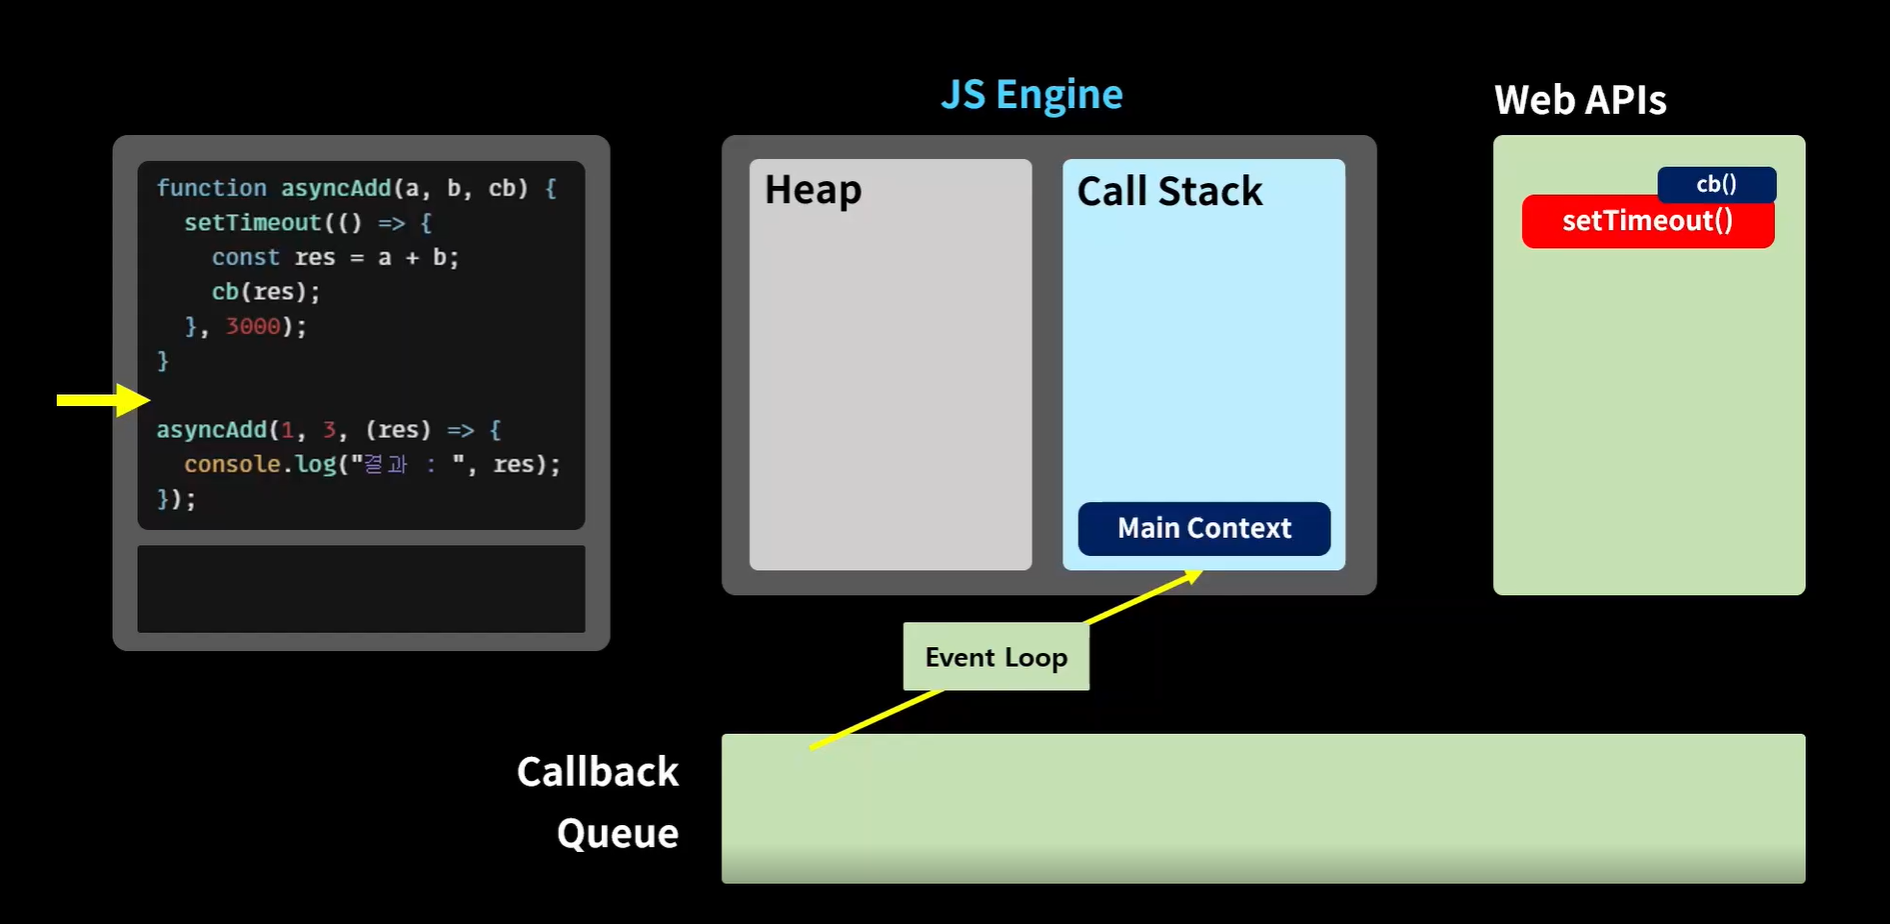 JS Engine
Web APIs
function asyncAdd(a, b, cb) {
  setTimeout(() => {
    const res = a + b;
    cb(res);
  }, 3000);
}
asyncAdd(1, 3, (res) => {
  console.log("결과 : ", res);
});
Heap
Call Stack
Main Context
cb()
setTimeout()
Event Loop
Callback
Queue